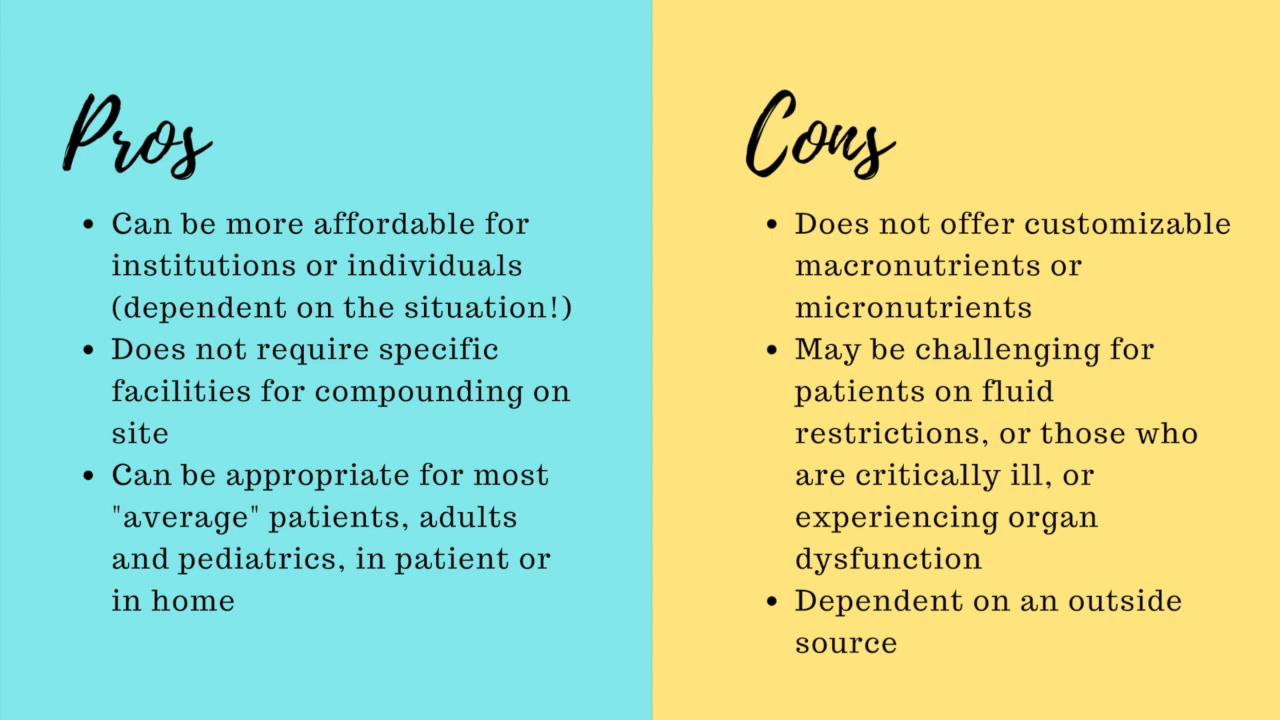 Pros
• Can be more affordable for
institutions or individuals
(dependent on the situation!)
• Does not require specific
facilities for compounding on
site
• Can be appropriate for most
"average" patients, adults
and pediatrics, in patient or
in home
Cons
• Does not offer customizable
macronutrients or
micronutrients
• May be challenging for
patients on fluid
restrictions, or those who
are critically ill, or
experiencing organ
dysfunction
• Dependent on an outside
source